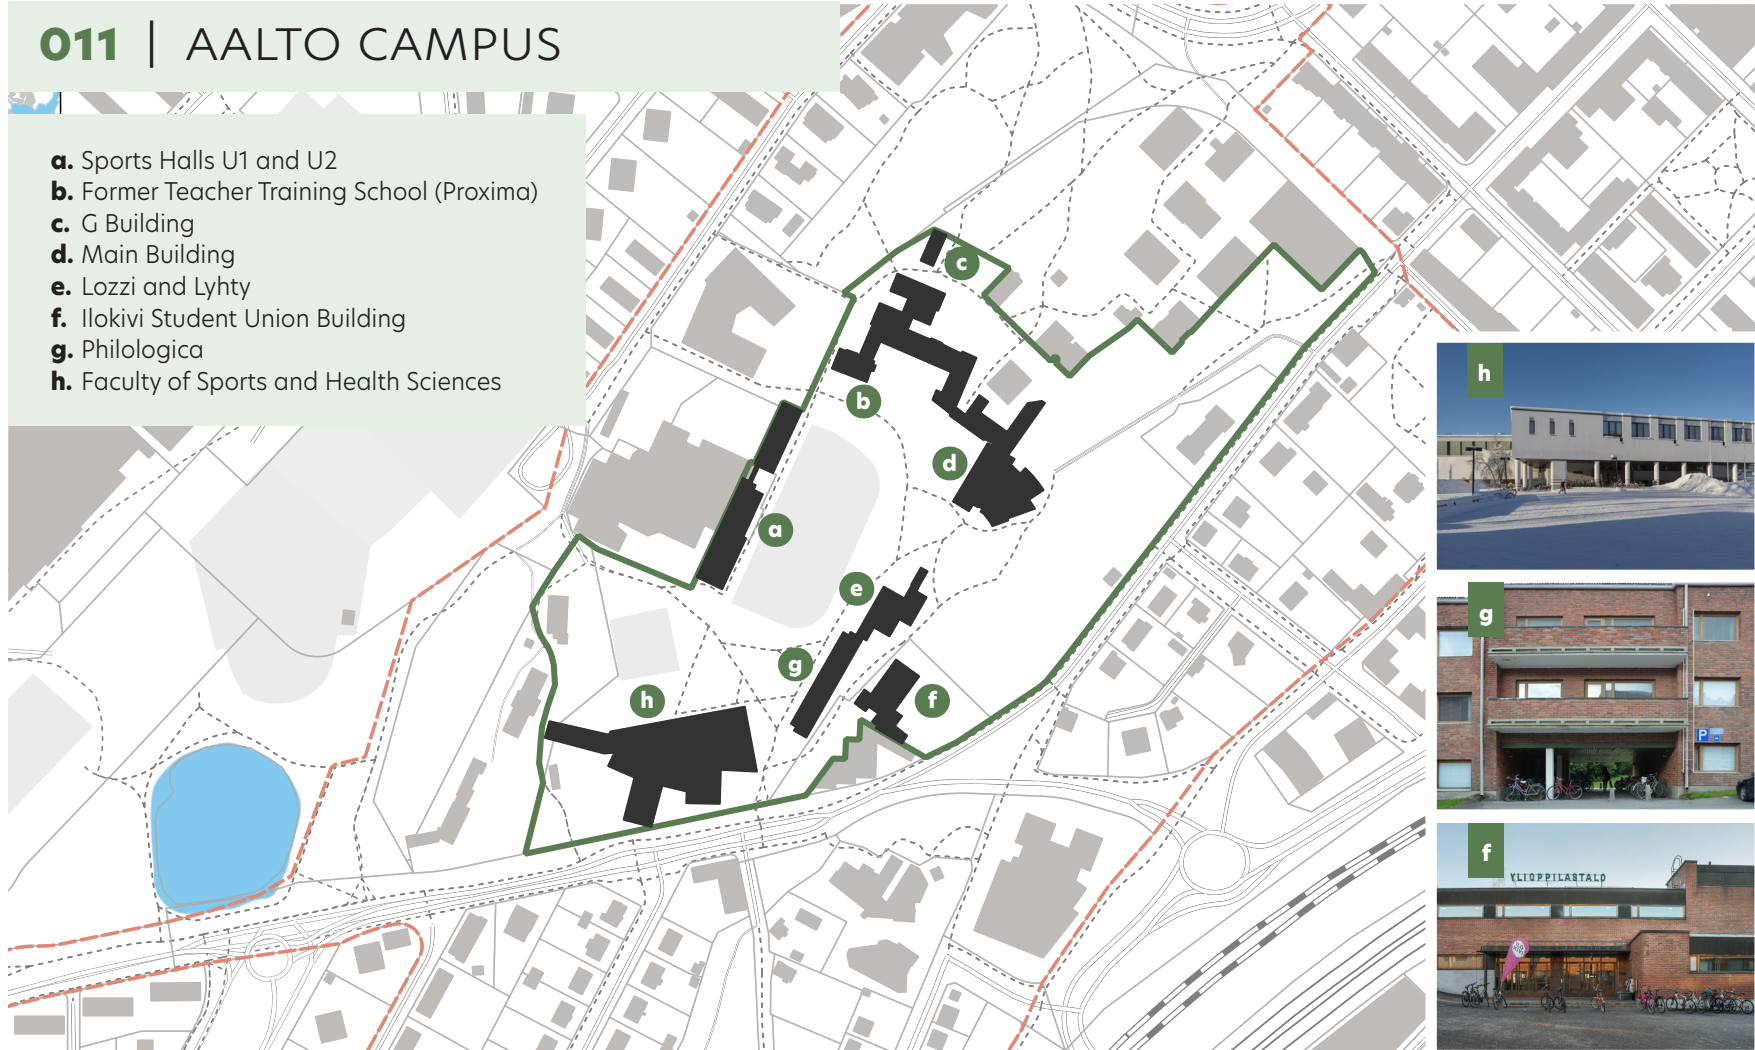 011 | AALTO CAMPUS
a. Sports Halls U1 and U2
b. Former Teacher Training School (Proxima)
c. G Building
d. Main Building
e. Lozzi and Lyhty
f. Ilokivi Student Union Building
g. Philologica
h. Faculty of Sports and Health Sciences
c
b
d
a
e
g
f
h
h
g
P
f
YLIOPPILASTALO